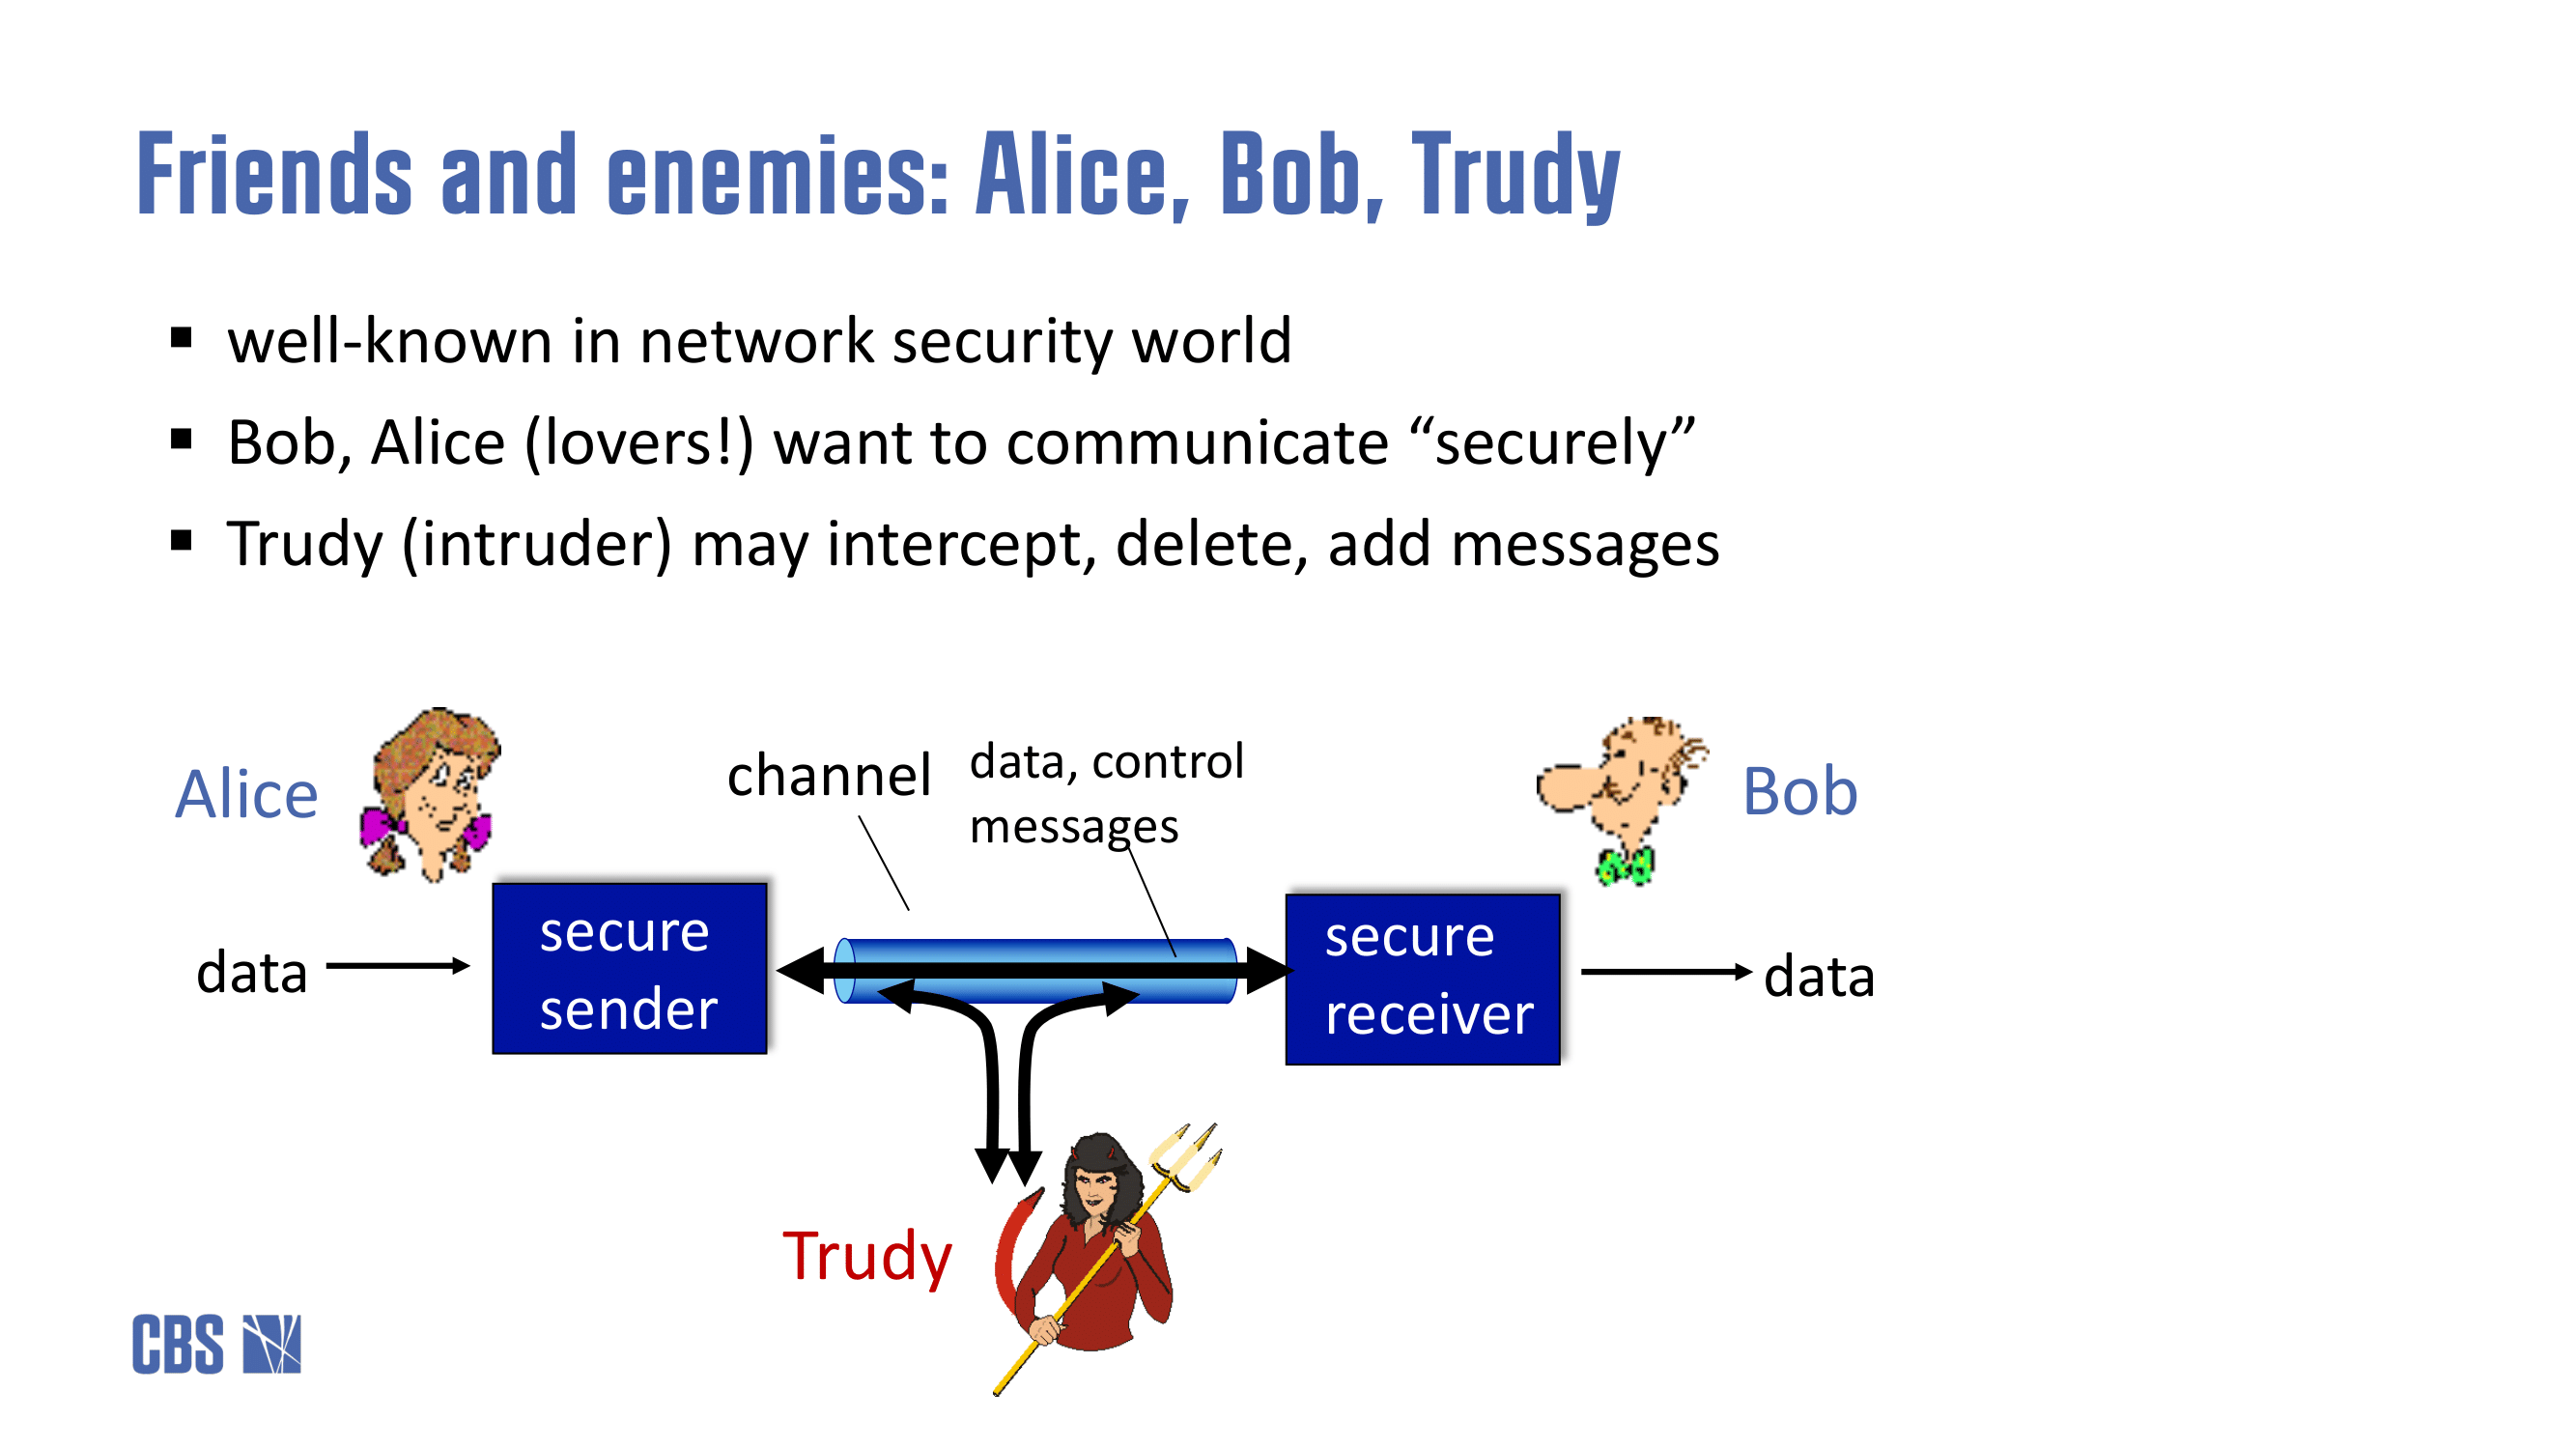 Friends and enemies: Alice, Bob, Trudy
▪ well-known in network security world
▪ Bob, Alice (lovers!) want to communicate “securely”
▪ Trudy (intruder) may intercept, delete, add messages
Alice
channel
data, control
messages
Bob
data
secure
sender
secure
receiver
data
Trudy
CBS